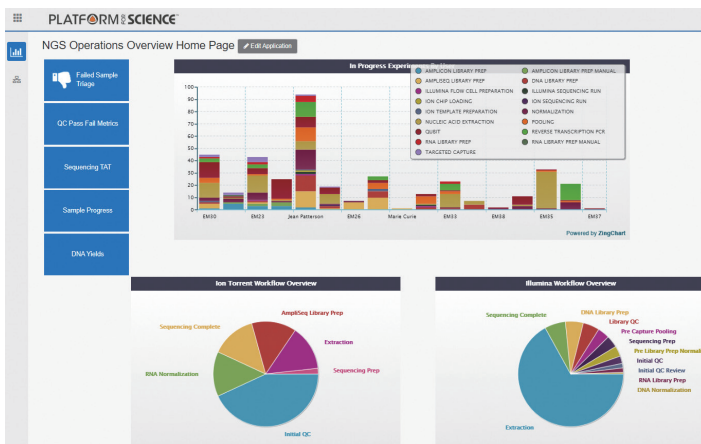 PLATFORM FOR SCIENCE
NGS Operations Overview Home Page Edit Application
Failed Sample
Triage
QC Pass Fail Metrics
Sequencing TAT
Sample Progress
DNA Yields
In Progress Experiments
AMPLICON LIBRARY PREP
AMPLICON LIBRARY PREP MANUAL
AMPLISEQ LIBRARY PREP
DNA LIBRARY PREP
ILLUMINA FLOW CELL PREPARATION
ILLUMINA SEQUENCING RUN
ION CHIP LOADING
ION SEQUENCING RUN
ION TEMPLATE PREPARATION
NORMALIZATION
NUCLEIC ACID EXTRACTION
POOLING
QUBIT
REVERSE TRANSCRIPTION PCR
RNA LIBRARY PREP
RNA LIBRARY PREP MANUAL
TARGETED CAPTURE
100
90
80
70
60
50
40
30
20
10
0
EM30 EM23 Jean Patterson EM26 Marie Curie EM33 EM38 EM35 EM37
Powered by ZingChart
Ion Torrent Workflow Overview
AmpliSeq Library Prep
Sequencing Complete
Extraction
RNA Normalization
Sequencing Prep
Initial QC
Illumina Workflow Overview
Sequencing Complete
DNA Library Prep
Library QC
Pre Capture Pooling
Sequencing Prep
Pre Library Prep Normali
Initial QC
Initial QC Review
RNA Library Prep
DNA Normalization
Extraction